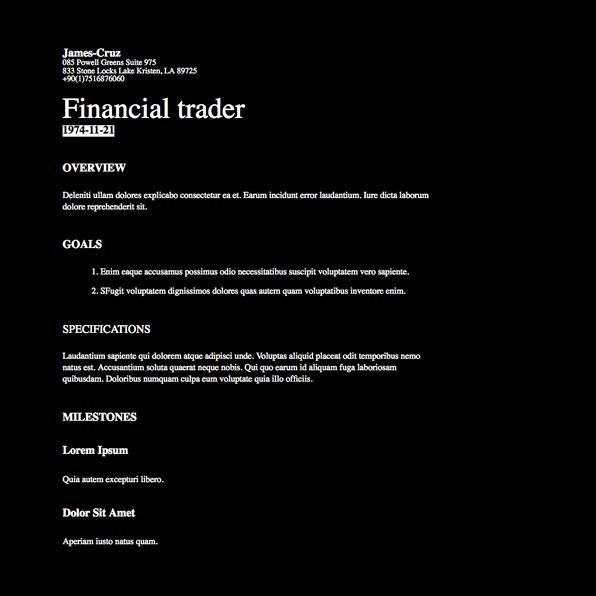 James-Cruz
085 Powell Greens Suite 975
833 Stone Locks Lake Kristen, LA 89725
+90(1)7516876060
Financial trader
1974-11-21
OVERVIEW
Deleniti ullam dolores explicabo consectetur ea et. Earum incidunt error laudantium. Iure dicta laborum
dolore reprehenderit sit.
GOALS
1. Enim eaque accusamus possimus odio necessitatibus suscipit voluptatem vero sapiente.
2. SFugit voluptatem dignissimos dolores quas autem quam voluptatibus inventore enim.
SPECIFICATIONS
Laudantium sapiente qui dolorem atque adipisci unde. Voluptas aliquid placeat odit temporibus nemo
natus est. Accusantium soluta quaerat neque nobis. Qui quo earum id aliquam fuga laboriosam
quibusdam. Doloribus numquam culpa eum voluptate quia illo officiis.
MILESTONES
Lorem Ipsum
Quia autem excepturi libero.
Dolor Sit Amet
Aperiam iusto natus quam.